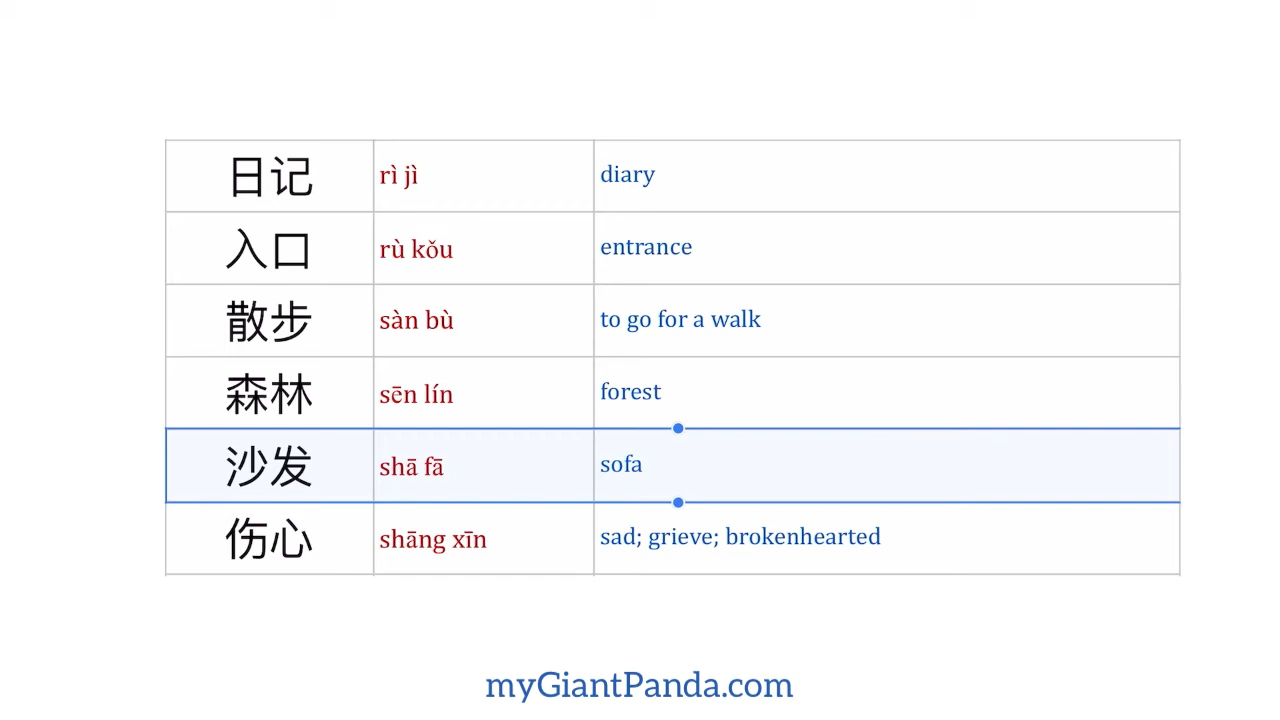 日记 rì jì diary
入口 rù kǒu entrance
散步 sàn bù to go for a walk
森林 sēn lín forest
沙发 shā fā sofa
伤心 shāng xīn sad; grieve; brokenhearted
myGiantPanda.com